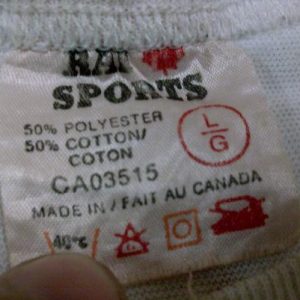 SPORTS
50% POLYESTER
50% COTTON/
COTON
L/G
CA03515
MADE IN / FAIT AU CANADA
40°C